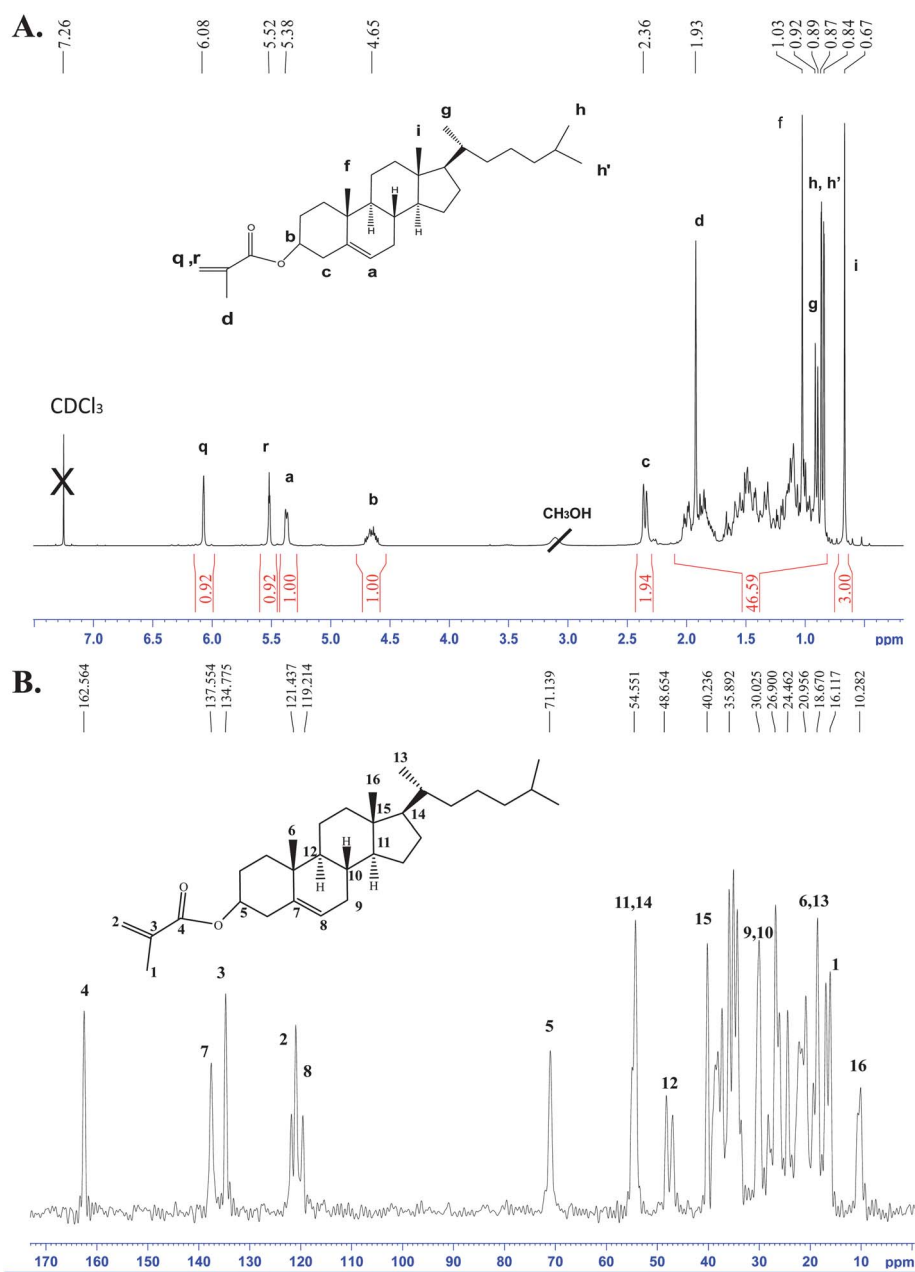 A.
7.26 6.08 5.52 5.38 4.65 2.36 1.93 1.03 0.92 0.89 0.87 0.84 0.67
g h
i
f h'
H
H H
O
b
q ,r O
c a
d
f
h, h'
d
i
g
CDCl3
X
q r
a
c
b
CH3OH
0.92 0.92 1.00 1.00 1.94 46.59 3.00
7.0 6.5 6.0 5.5 5.0 4.5 4.0 3.5 3.0 2.5 2.0 1.5 1.0 ppm
B.
162.564 137.554 134.775 121.437 119.214 71.139 54.551 48.654 40.236 35.892 30.025 26.900 24.462 20.956 18.670 16.117 10.282
13
16
15 14
6
12 H 11
10
H H
O
2 3 4 O 5 7 8 9
1
11,14 6,13
15 9,10
3 1
4
5
7 2 8 16
12
170 160 150 140 130 120 110 100 90 80 70 60 50 40 30 20 10 ppm